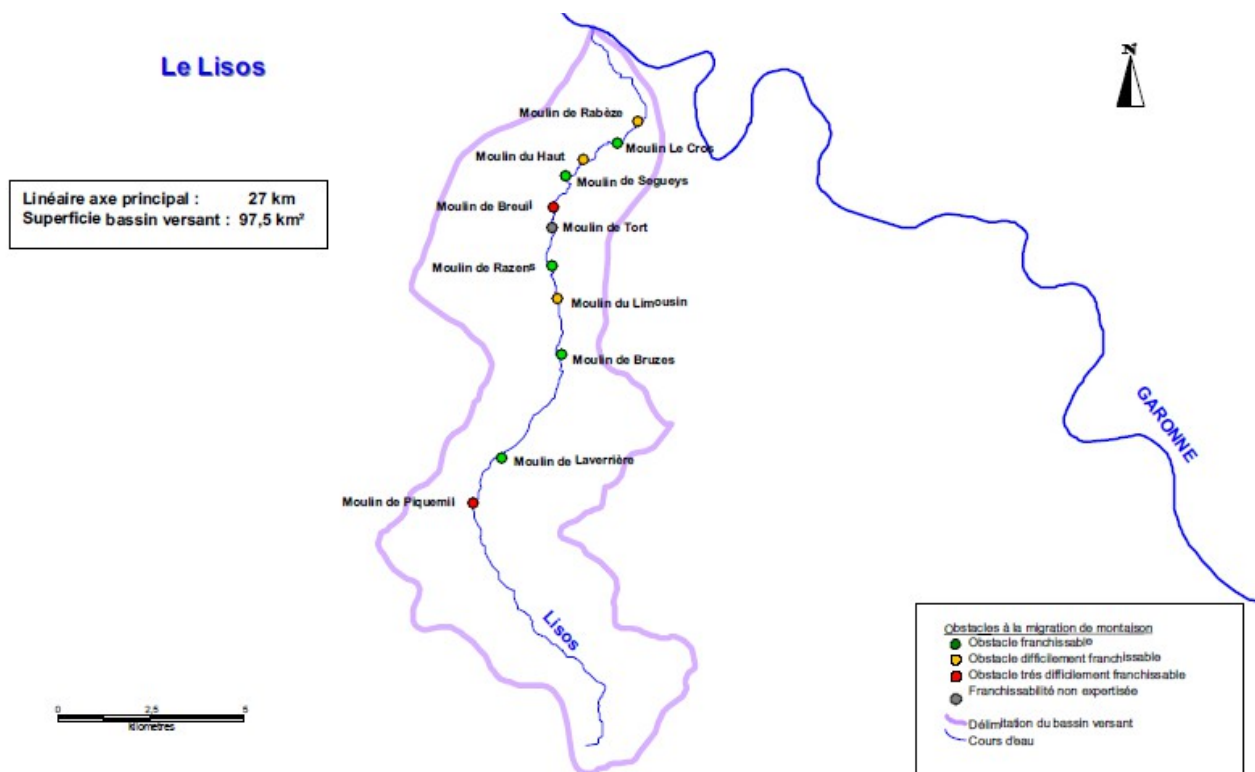 Le Lisos
N
Linéaire axe principal : 27 km
Superficie bassin versant : 97,5 km²
Moulin de Rabèze
Moulin Le Cros
Moulin du Haut
Moulin de Segueys
Moulin de Breuil
Moulin de Tort
Moulin de Razens
Moulin du Limousin
Moulin de Bruzes
GARONNE
Moulin de Laverrière
Moulin de Piquemil
Lisos
0 2,5 5
kilomètres
Obstacles à la migration de montaison
Obstacle franchissable
Obstacle difficilement franchissable
Obstacle trés difficilement franchissable
Franchissabilité non expertisée
Délimitation du bassin versant
Cours d'eau